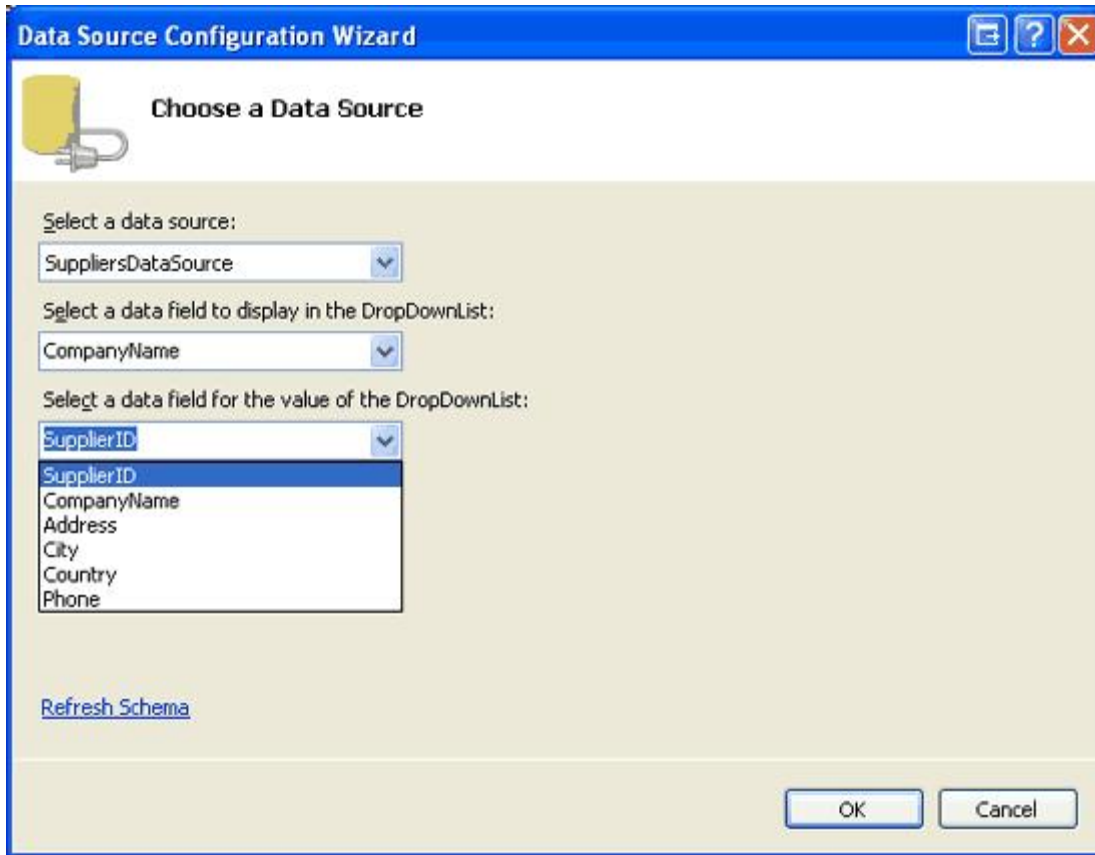 Data Source Configuration Wizard
Choose a Data Source
Select a data source:
SuppliersDataSource
Select a data field to display in the DropDownList:
CompanyName
Select a data field for the value of the DropDownList:
SupplierID
SupplierID
CompanyName
Address
City
Country
Phone
Refresh Schema
OK Cancel